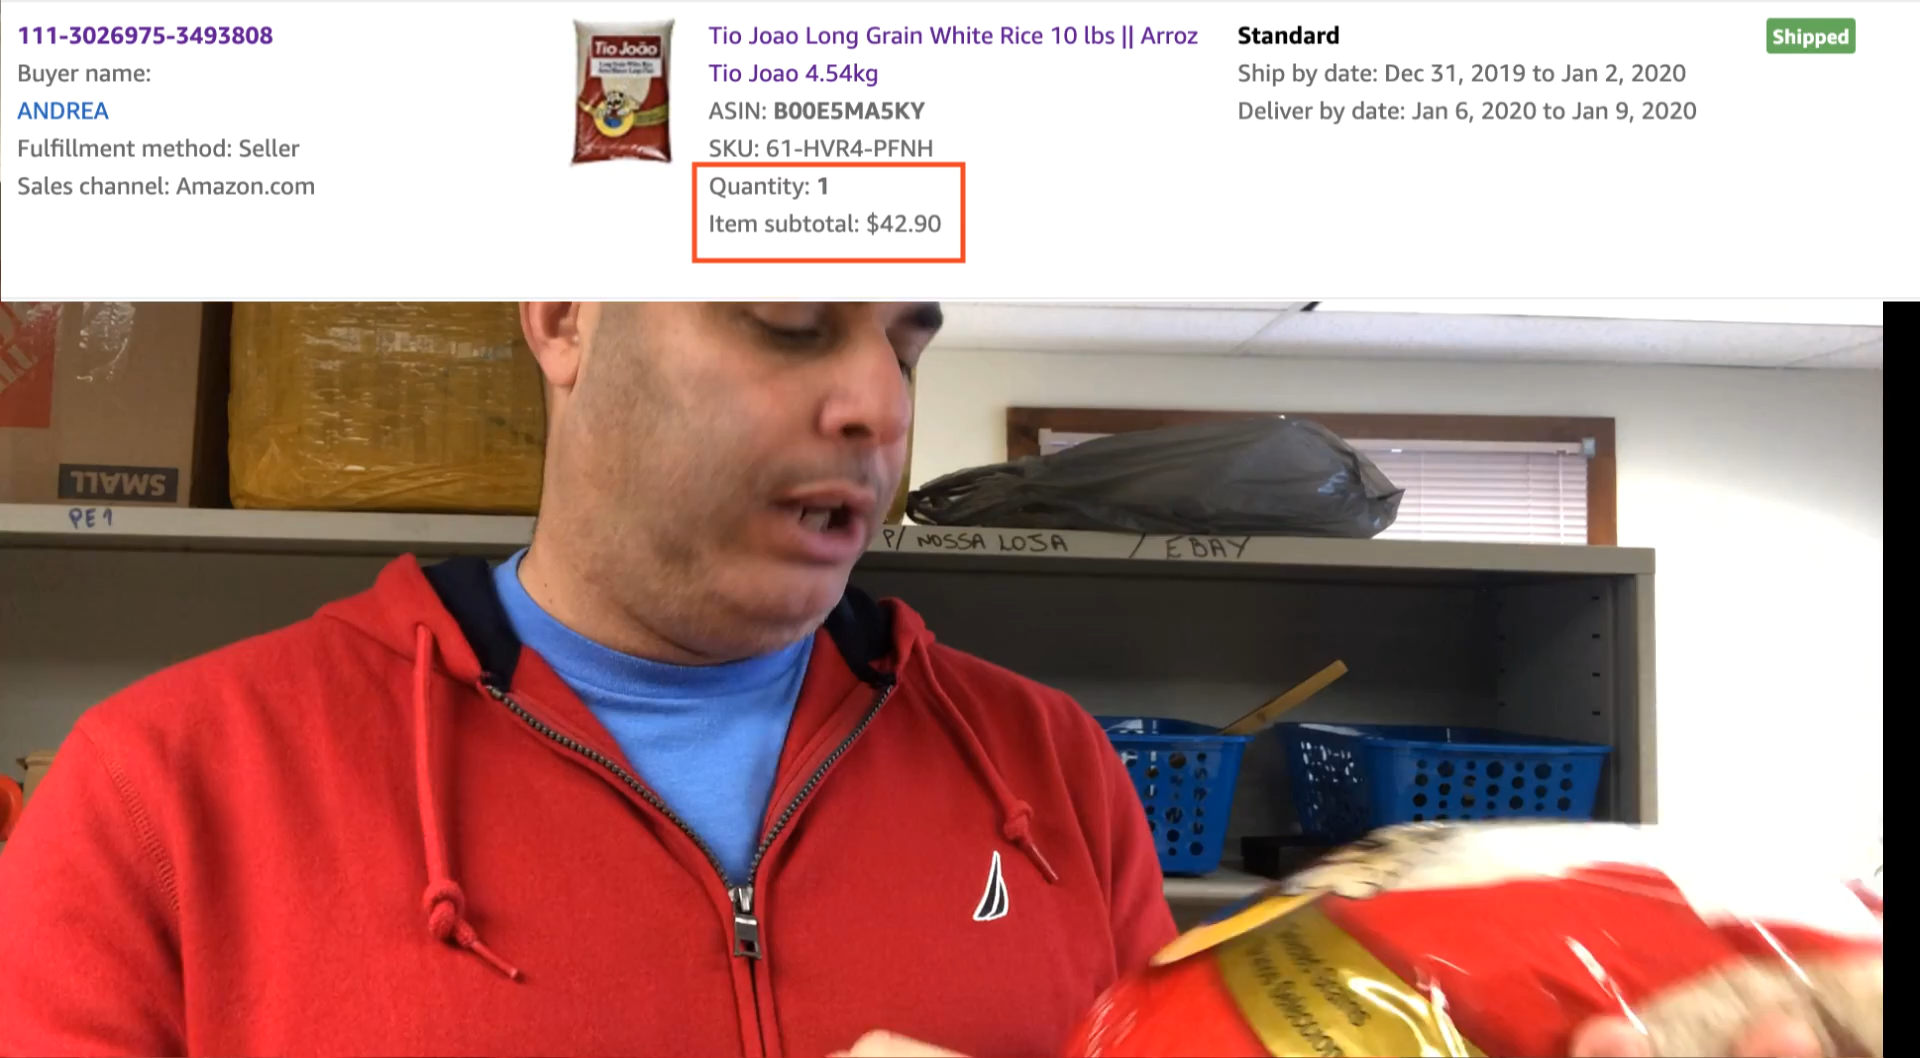 111-3026975-3493808
Buyer name:
ANDREA
Fulfillment method: Seller
Sales channel: Amazon.com
Tio João
Tio Joao Long Grain White Rice 10 lbs || Arroz
Tio Joao 4.54kg
ASIN: B00E5MA5KY
SKU: 61-HVR4-PFNH
Quantity: 1
Item subtotal: $42.90
Standard
Ship by date: Dec 31, 2019 to Jan 2, 2020
Deliver by date: Jan 6, 2020 to Jan 9, 2020
Shipped
SMALL
PE1
P/ NOSSA LOJA / EBAY